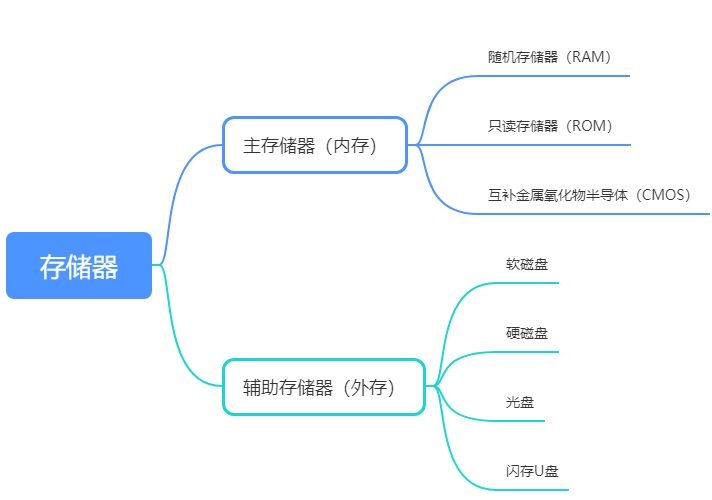 存储器
主存储器（内存）
随机存储器（RAM）
只读存储器（ROM）
互补金属氧化物半导体（CMOS）
辅助存储器（外存）
软磁盘
硬磁盘
光盘
闪存U盘